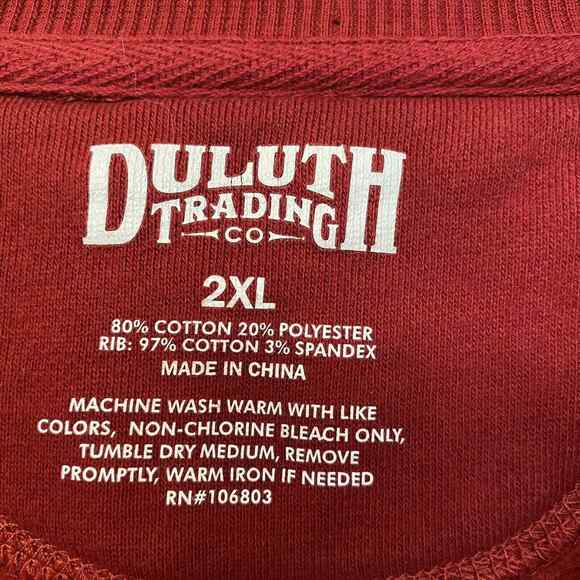 DULUTH
TRADING
CO
2XL
80% COTTON 20% POLYESTER
RIB: 97% COTTON 3% SPANDEX
MADE IN CHINA
MACHINE WASH WARM WITH LIKE
COLORS, NON-CHLORINE BLEACH ONLY,
TUMBLE DRY MEDIUM, REMOVE
PROMPTLY, WARM IRON IF NEEDED
RN#106803